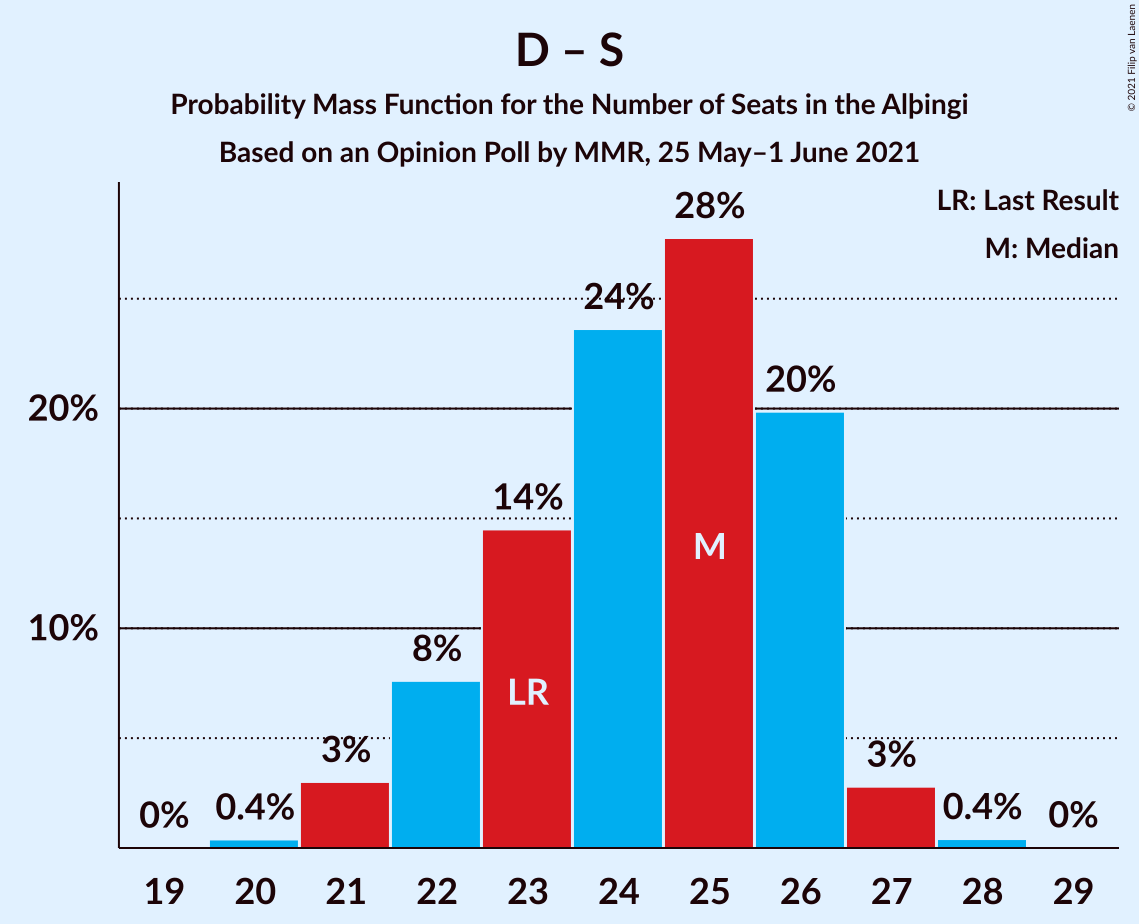 D – S
Probability Mass Function for the Number of Seats in the Alþingi
Based on an Opinion Poll by MMR, 25 May–1 June 2021
© 2021 Filip van Laenen
LR: Last Result
M: Median
20%
10%
0%
0.4%
3%
8%
14%
24%
28%
20%
3%
0.4%
0%
LR
M
19 20 21 22 23 24 25 26 27 28 29